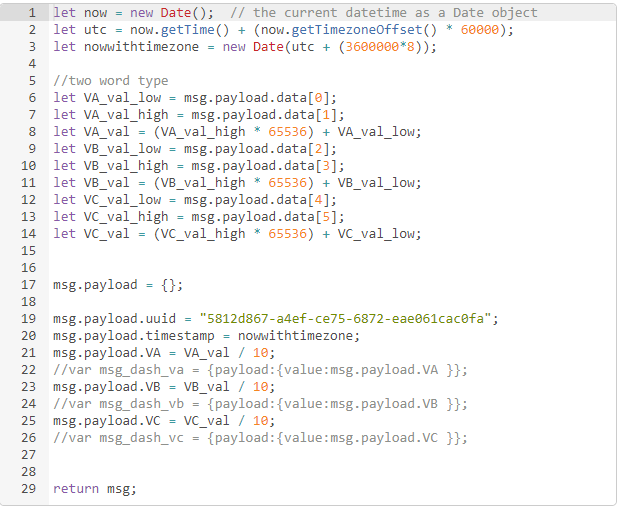 1 let now = new Date();  // the current datetime as a Date object
2 let utc = now.getTime() + (now.getTimezoneOffset() * 60000);
3 let nowwithtimezone = new Date(utc + (3600000*8));
4
5 //two word type
6 let VA_val_low = msg.payload.data[0];
7 let VA_val_high = msg.payload.data[1];
8 let VA_val = (VA_val_high * 65536) + VA_val_low;
9 let VB_val_low = msg.payload.data[2];
10 let VB_val_high = msg.payload.data[3];
11 let VB_val = (VB_val_high * 65536) + VB_val_low;
12 let VC_val_low = msg.payload.data[4];
13 let VC_val_high = msg.payload.data[5];
14 let VC_val = (VC_val_high * 65536) + VC_val_low;
15
16
17 msg.payload = {};
18
19 msg.payload.uuid = "5812d867-a4ef-ce75-6872-eae061cac0fa";
20 msg.payload.timestamp = nowwithtimezone;
21 msg.payload.VA = VA_val / 10;
22 //var msg_dash_va = {payload:{value:msg.payload.VA }};
23 msg.payload.VB = VB_val / 10;
24 //var msg_dash_vb = {payload:{value:msg.payload.VB }};
25 msg.payload.VC = VC_val / 10;
26 //var msg_dash_vc = {payload:{value:msg.payload.VC }};
27
28
29 return msg;